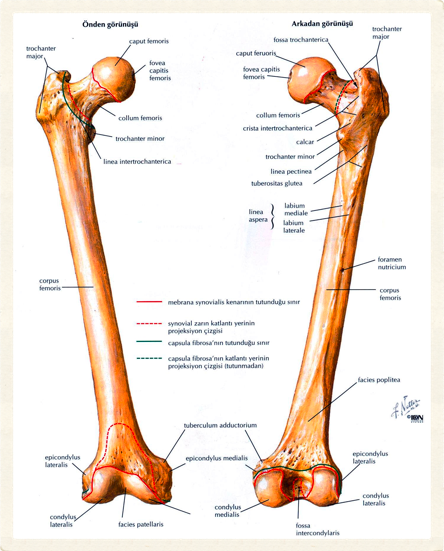 Önden görünüşü
Arkadan görünüşü
trochanter
major
caput femoris
fovea
capitis
femoris
collum femoris
trochanter minor
linea intertrochanterica
corpus
femoris
fossa trochanterica
trochanter
major
caput feruoris
fovea capitis
femoris
collum femoris
crista intertrochanterica
calcar
trochanter minor
linea pectinea
tuberositas glutea
linea
aspera
labium
mediale
labium
laterale
foramen
nutricium
corpus
femoris
mebrana synovialis kenarının tutunduğu sınır
synovial zarın katlantı yerinin
projeksiyon çizgisi
capsula fibrosa'nın tutunduğu sınır
capsula fibrosa'nın katlantı yerinin
projeksiyon çizgisi (tutunmadan)
facies poplitea
tuberculum adductorium
epicondylus
lateralis
epicondylus medialis
epicondylus
lateralis
condylus
lateralis
facies patellaris
condylus
medialis
fossa
intercondylaris
condylus
lateralis